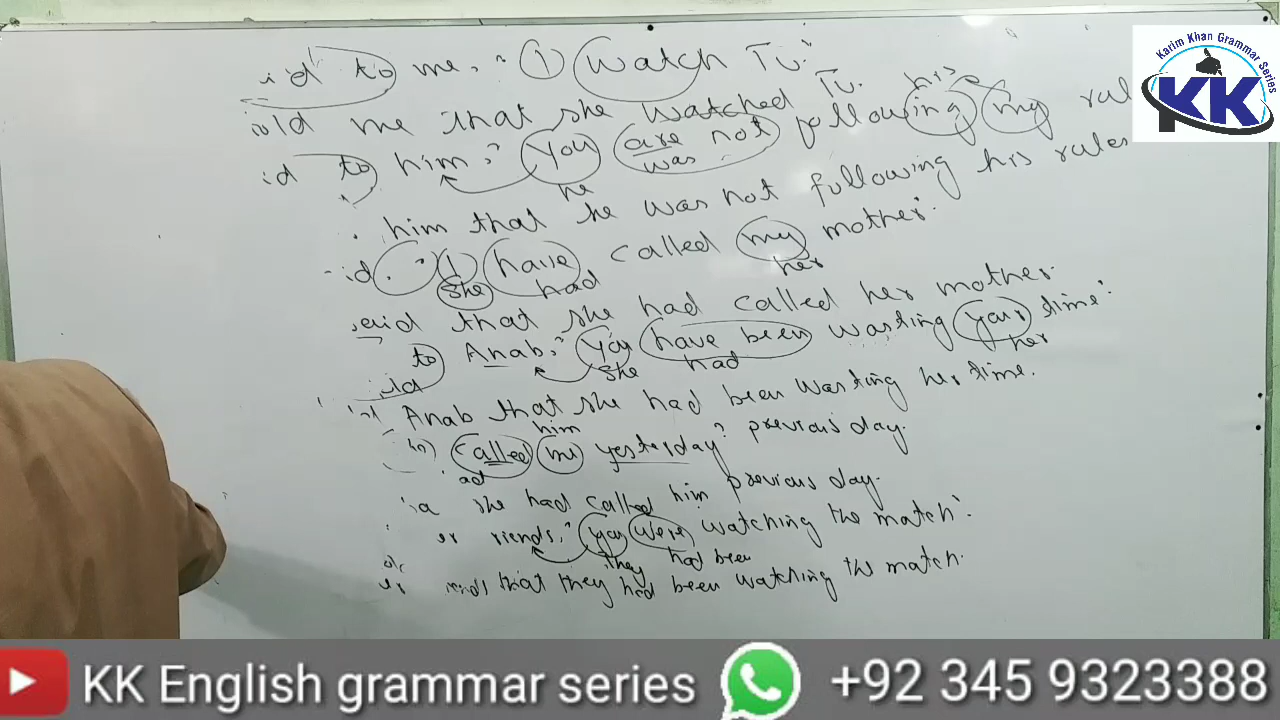 id to me, "I watch Tv."
told me that she watched Tv.
his
id to him, "you are not following my rul
he was
him that he was not following his rules
id. "I have called my mother.
she had her
said that she had called her mother.
id to Anab, "you have been wasting your time".
she had her
Anab that she had been wasting her time.
him
called me yesterday" previous day.
she had called him previous day.
friends, "you were watching the match".
they had been
that they had been watching the match.
Karim Khan Grammar Series
KK
KK English grammar series
+92 345 9323388